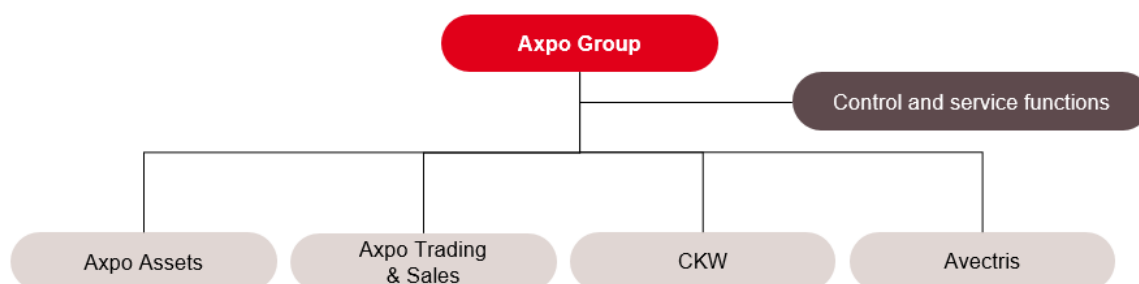 Axpo Group
Control and service functions
Axpo Assets
Axpo Trading
& Sales
CKW
Avectris